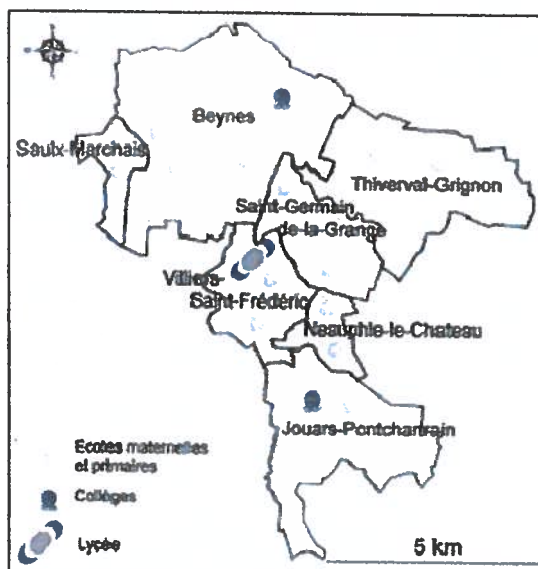 Beynes
Saulx-Marchais
Thiverval-Grignon
Saint-Germain
de-la-Grange
Villiers-
Saint-Frédéric
Neauphle-le-Chateau
Jouars-Pontchartrain
Ecoles maternelles
et primaires
Collèges
Lycée
5 km